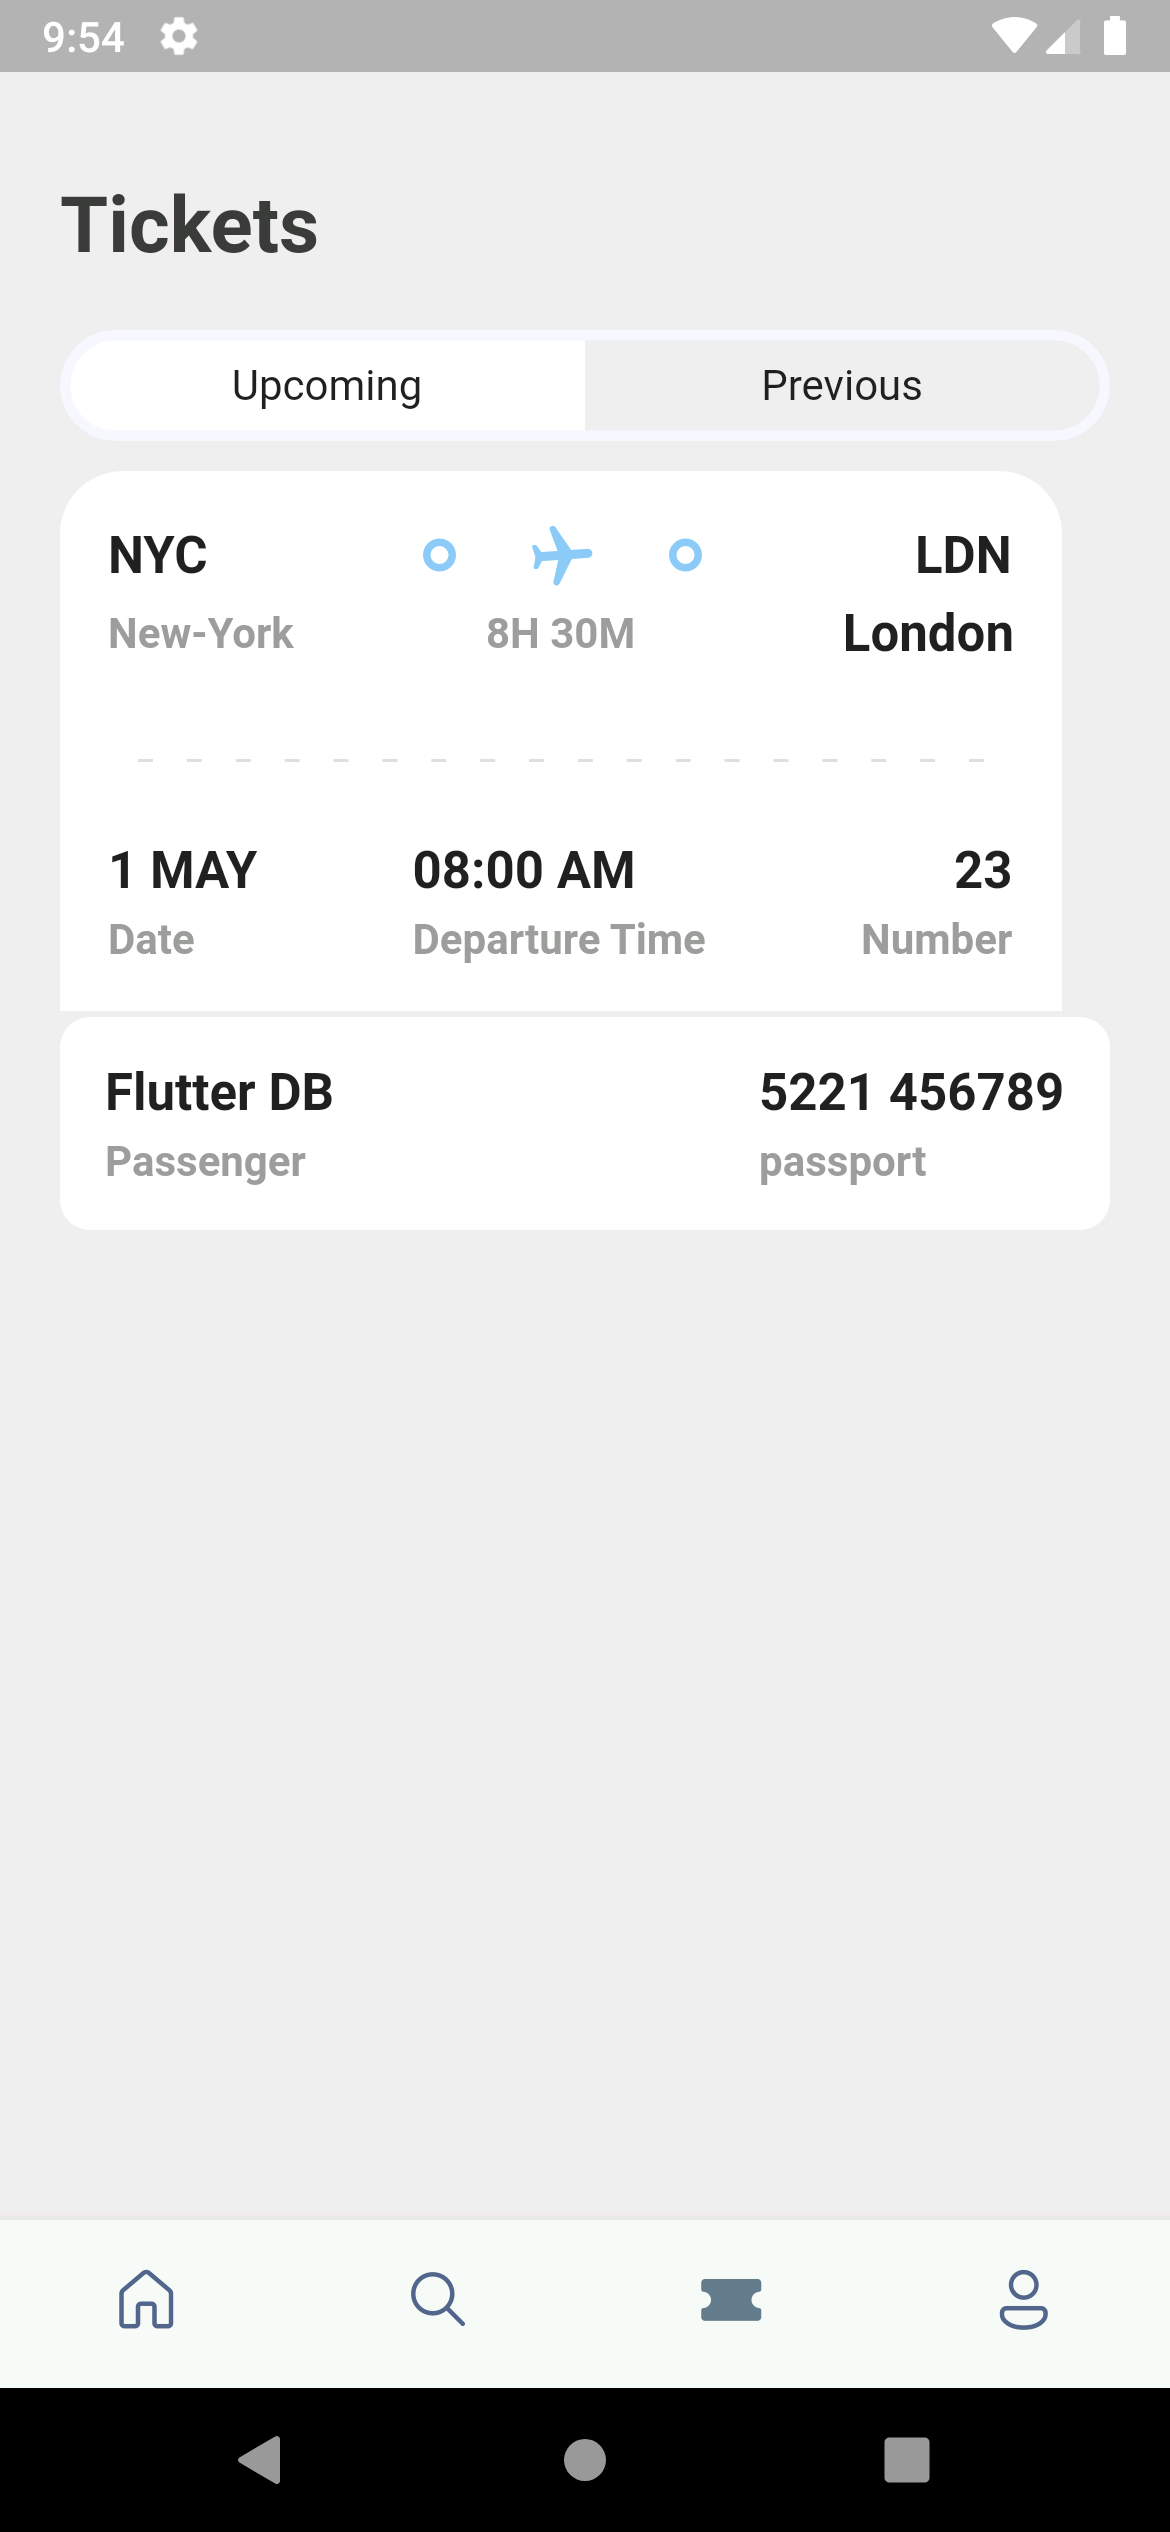 9:54
Tickets
Upcoming Previous
NYC LDN
New-York 8H 30M London
1 MAY 08:00 AM 23
Date Departure Time Number
Flutter DB 5221 456789
Passenger passport